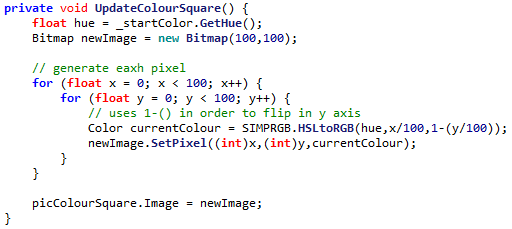 private void UpdateColourSquare() {
float hue = _startColor.GetHue();
Bitmap newImage = new Bitmap(100,100);
// generate eaxh pixel
for (float x = 0; x < 100; x++) {
for (float y = 0; y < 100; y++) {
// uses 1-() in order to flip in y axis
Color currentColour = SIMPRGB.HSLtoRGB(hue,x/100,1-(y/100));
newImage.SetPixel((int)x,(int)y,currentColour);
}
}
picColourSquare.Image = newImage;
}